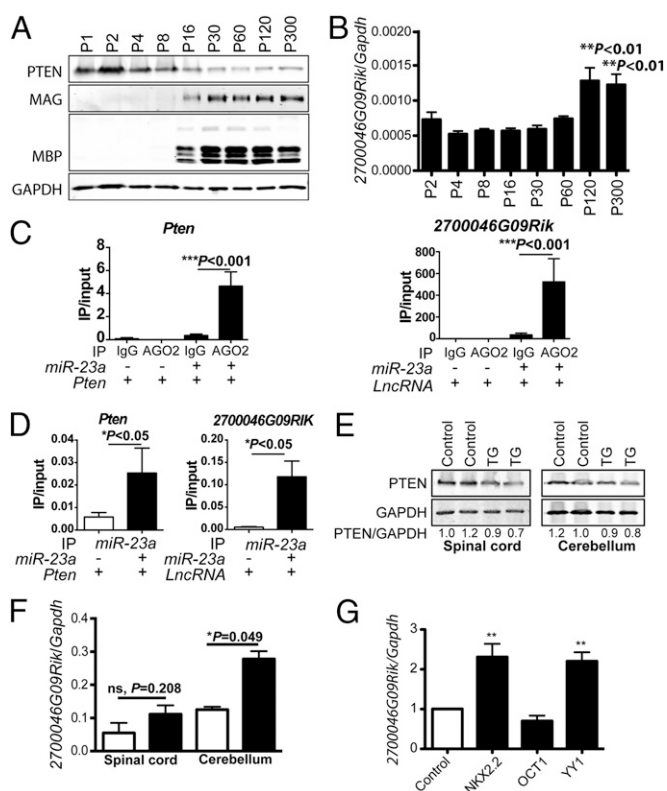 A
P1 P2 P4 P8 P16 P30 P60 P120 P300
PTEN
MAG
MBP
GAPDH
B
2700046G09Rik/Gapdh
0.0020
0.0015
0.0010
0.0005
0.0000
**P<0.01
**P<0.01
P2 P4 P8 P16 P30 P60 P120 P300
C
Pten
***P<0.001
IP/input
8
6
4
2
0
IP IgG AGO2 IgG AGO2
miR-23a - - + +
Pten + + + +
2700046G09Rik
***P<0.001
IP/input
800
600
400
200
0
IP IgG AGO2 IgG AGO2
miR-23a - - + +
LncRNA + + + +
D
Pten
*P<0.05
IP/input
0.04
0.03
0.02
0.01
0.00
IP miR-23a
miR-23a - +
Pten + +
2700046G09RIK
*P<0.05
IP/input
0.20
0.15
0.10
0.05
0.00
IP miR-23a
miR-23a - +
LncRNA + +
E
Control Control TG TG
Control Control TG TG
PTEN
GAPDH
PTEN/GAPDH 1.0 1.2 0.9 0.7 1.2 1.0 0.9 0.8
Spinal cord Cerebellum
F
2700046G09Rik/Gapdh
0.4
0.3
0.2
0.1
0.0
ns, P=0.208
*P=0.049
Spinal cord Cerebellum
G
2700046G09Rik/Gapdh
3
2
1
0
** **
Control NKX2.2 OCT1 YY1